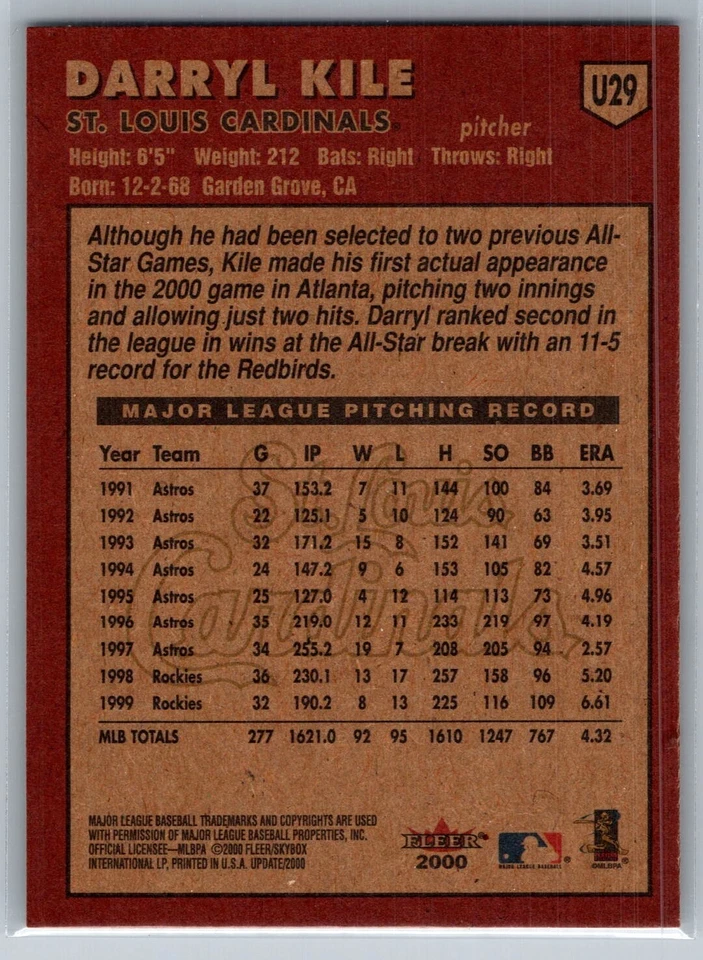 DARRYL KILE
U29
ST. LOUIS CARDINALS
pitcher
Height: 6'5" Weight: 212 Bats: Right Throws: Right
Born: 12-2-68 Garden Grove, CA
Although he had been selected to two previous All-
Star Games, Kile made his first actual appearance
in the 2000 game in Atlanta, pitching two innings
and allowing just two hits. Darryl ranked second in
the league in wins at the All-Star break with an 11-5
record for the Redbirds.
MAJOR LEAGUE PITCHING RECORD
Year Team G IP W L H SO BB ERA
1991 Astros 37 153.2 7 11 144 100 84 3.69
1992 Astros 22 125.1 5 10 124 90 63 3.95
1993 Astros 32 171.2 15 8 152 141 69 3.51
1994 Astros 24 147.2 9 6 153 105 82 4.57
1995 Astros 25 127.0 4 12 114 113 73 4.96
1996 Astros 35 219.0 12 11 233 219 97 4.19
1997 Astros 34 255.2 19 7 208 205 94 2.57
1998 Rockies 36 230.1 13 17 257 158 96 5.20
1999 Rockies 32 190.2 8 13 225 116 109 6.61
MLB TOTALS 277 1621.0 92 95 1610 1247 767 4.32
St. Louis
Cardinals
MAJOR LEAGUE BASEBALL TRADEMARKS AND COPYRIGHTS ARE USED
WITH PERMISSION OF MAJOR LEAGUE BASEBALL PROPERTIES, INC.
OFFICIAL LICENSEE—MLBPA ©2000 FLEER/SKYBOX
INTERNATIONAL LP, PRINTED IN U.S.A. UPDATE/2000
FLEER
2000
MAJOR LEAGUE BASEBALL
©MLBPA